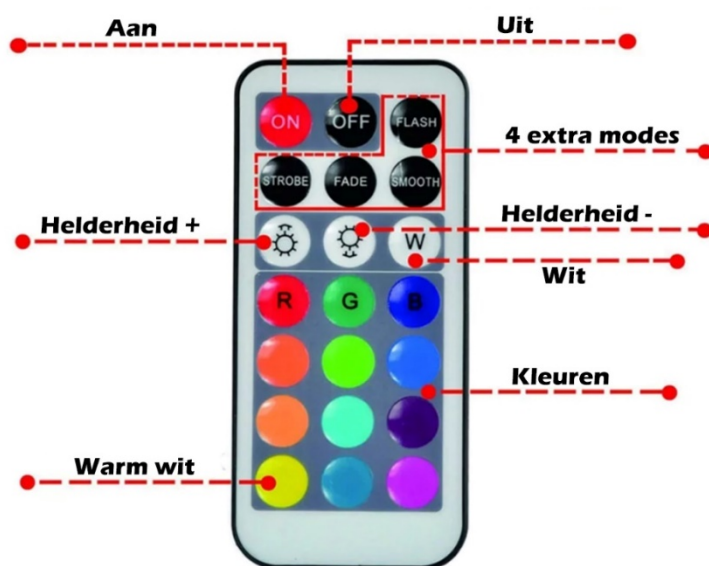 Aan
Uit
ON
OFF
FLASH
4 extra modes
STROBE
FADE
SMOOTH
Helderheid +
Helderheid -
W
Wit
R
G
B
Kleuren
Warm wit